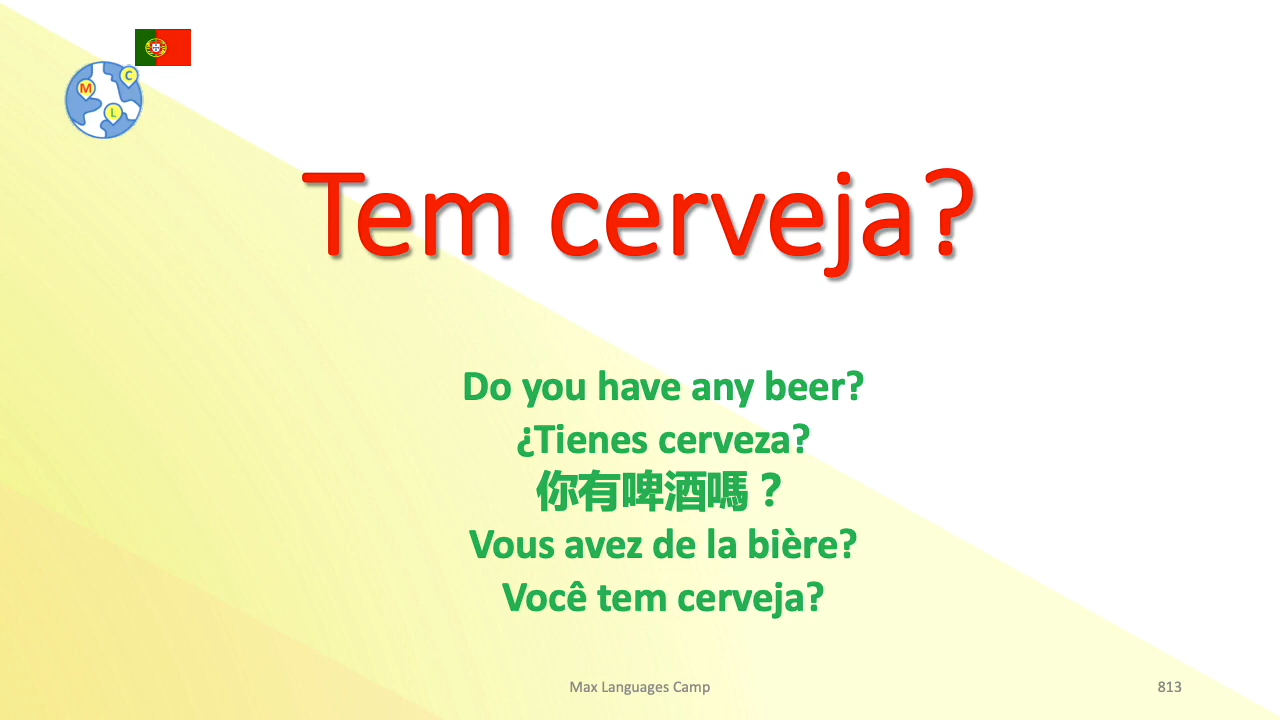 M
C
L
Tem cerveja?
Do you have any beer?
¿Tienes cerveza?
你有啤酒嗎？
Vous avez de la bière?
Você tem cerveja?
Max Languages Camp
813